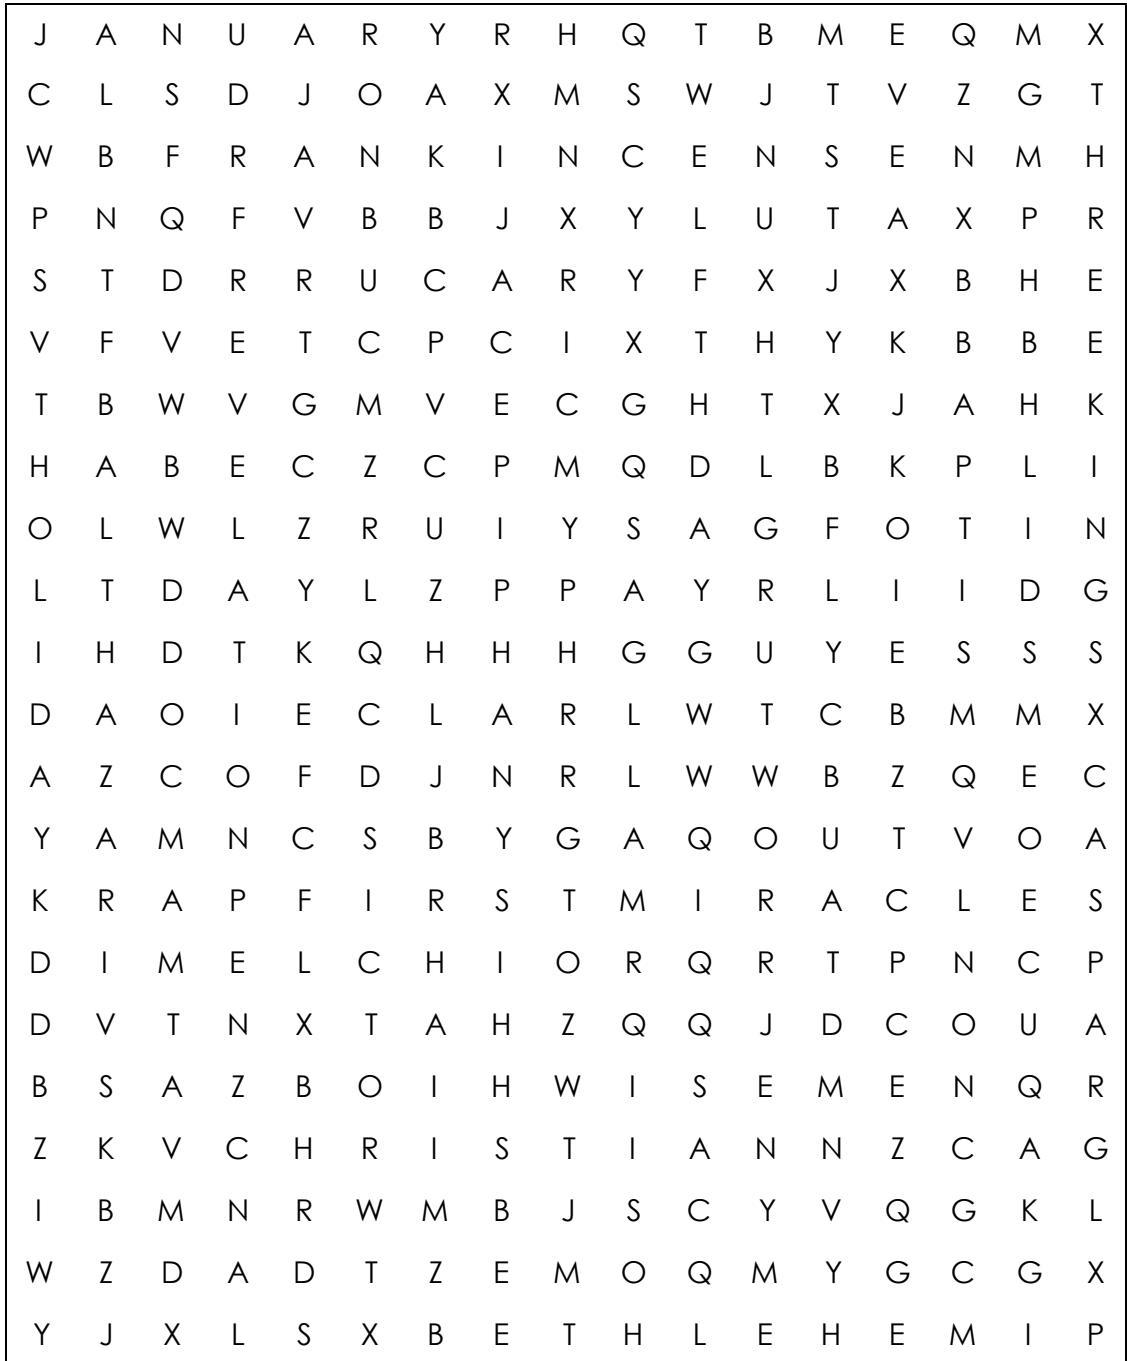 J A N U A R Y R H Q T B M E Q M X
C L S D J O A X M S W J T V Z G T
W B F R A N K I N C E N S E N M H
P N Q F V B B J X Y L U T A X P R
S T D R R U C A R Y F X J X B H E
V F V E T C P C I X T H Y K B B E
T B W V G M V E C G H T X J A H K
H A B E C Z C P M Q D L B K P L I
O L W L Z R U I Y S A G F O T I N
L T D A Y L Z P P A Y R L I I D G
I H D T K Q H H H G G U Y E S S S
D A O I E C L A R L W T C B M M X
A Z C O F D J N R L W W B Z Q E C
Y A M N C S B Y G A Q O U T V O A
K R A P F I R S T M I R A C L E S
D I M E L C H I O R Q R T P N C P
D V T N X T A H Z Q Q J D C O U A
B S A Z B O I H W I S E M E N Q R
Z K V C H R I S T I A N N Z C A G
I B M N R W M B J S C Y V Q G K L
W Z D A D T Z E M O Q M Y G C G X
Y J X L S X B E T H L E H E M I P